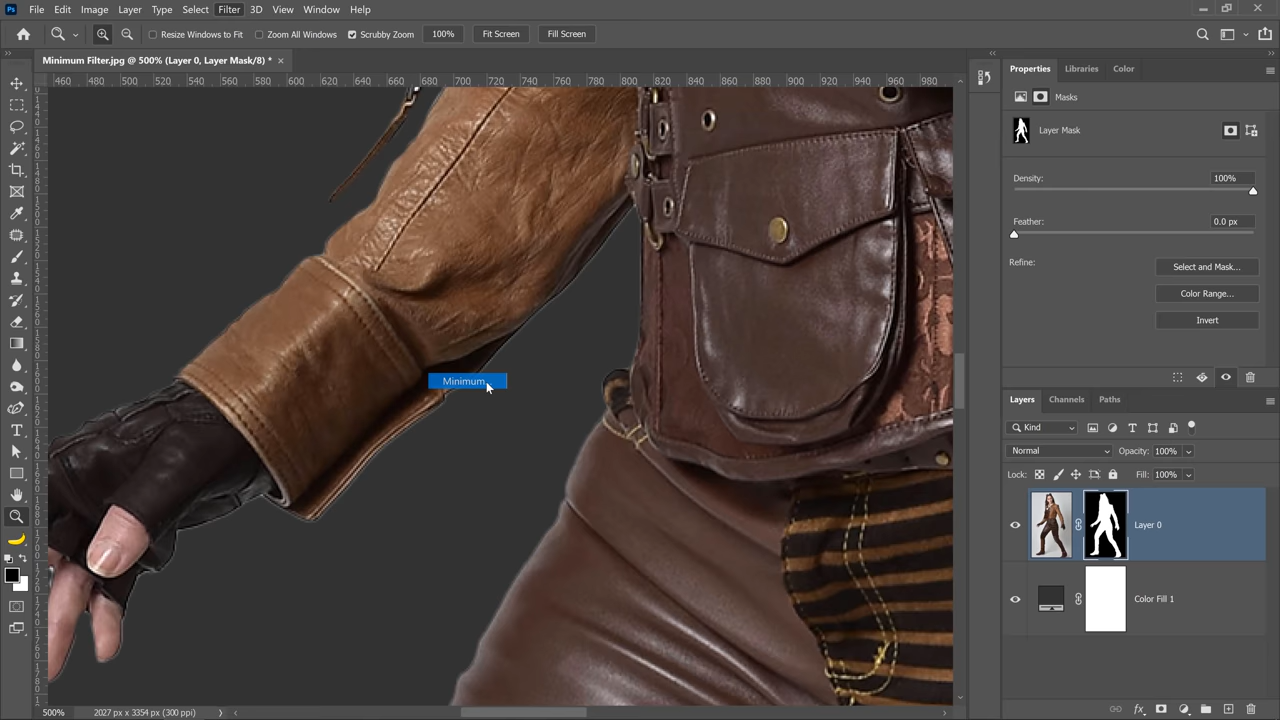 Ps File Edit Image Layer Type Select Filter 3D View Window Help
Resize Windows to Fit Zoom All Windows Scrubby Zoom 100% Fit Screen Fill Screen
Minimum Filter.jpg @ 500% (Layer 0, Layer Mask/8) * ×
460 480 500 520 540 560 580 600 620 640 660 680 700 720 740 760 780 800 820 840 860 880 900 920 940 960 980
Properties Libraries Color
Masks
Layer Mask
Density: 100%
Feather: 0.0 px
Refine: Select and Mask...
Color Range...
Invert
Minimum...
Layers Channels Paths
Kind
Normal Opacity: 100%
Lock: Fill: 100%
Layer 0
Color Fill 1
500% 2027 px x 3354 px (300 ppi)